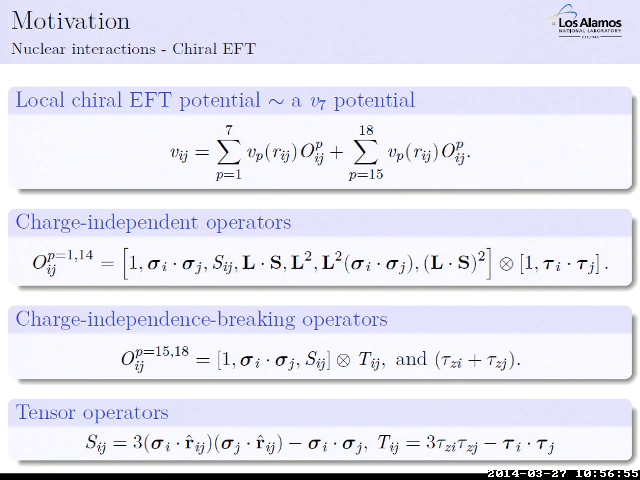 Motivation
Los Alamos
NATIONAL LABORATORY
Nuclear interactions - Chiral EFT
Local chiral EFT potential ∼ a v₇ potential
v_{ij} = \sum_{p=1}^{7} v_p(r_{ij}) O^p_{ij} + \sum_{p=15}^{18} v_p(r_{ij}) O^p_{ij}.
Charge-independent operators
O^{p=1,14}_{ij} = [1, σ_i · σ_j, S_{ij}, L · S, L², L²(σ_i · σ_j), (L · S)²] ⊗ [1, τ_i · τ_j].
Charge-independence-breaking operators
O^{p=15,18}_{ij} = [1, σ_i · σ_j, S_{ij}] ⊗ T_{ij}, and (τ_{zi} + τ_{zj}).
Tensor operators
S_{ij} = 3(σ_i · r̂_{ij})(σ_j · r̂_{ij}) − σ_i · σ_j, T_{ij} = 3τ_{zi}τ_{zj} − τ_i · τ_j
2014-03-27 10:56:55